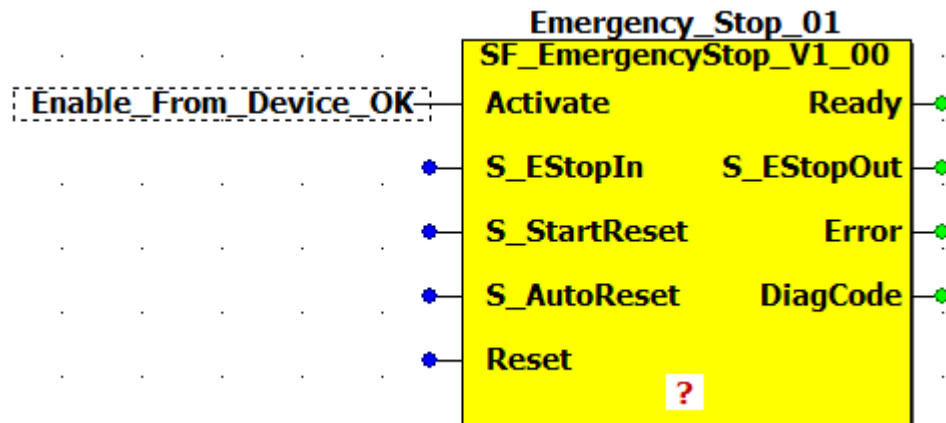 Emergency_Stop_01
SF_EmergencyStop_V1_00
Enable_From_Device_OK Activate Ready
S_EStopIn S_EStopOut
S_StartReset Error
S_AutoReset DiagCode
Reset
?